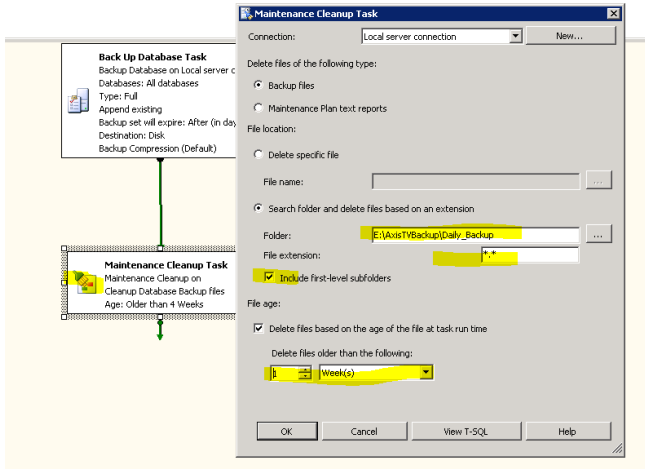 Back Up Database Task
Backup Database on Local server c
Databases: All databases
Type: Full
Append existing
Backup set will expire: After (in day
Destination: Disk
Backup Compression (Default)
Maintenance Cleanup Task
Maintenance Cleanup on
Cleanup Database Backup files
Age: Older than 4 Weeks
Maintenance Cleanup Task
Connection: Local server connection New...
Delete files of the following type:
Backup files
Maintenance Plan text reports
File location:
Delete specific file
File name: ...
Search folder and delete files based on an extension
Folder: E:\AxisTVBackup\Daily_Backup ...
File extension: *.*
Include first-level subfolders
File age:
Delete files based on the age of the file at task run time
Delete files older than the following:
1 Week(s)
OK Cancel View T-SQL Help